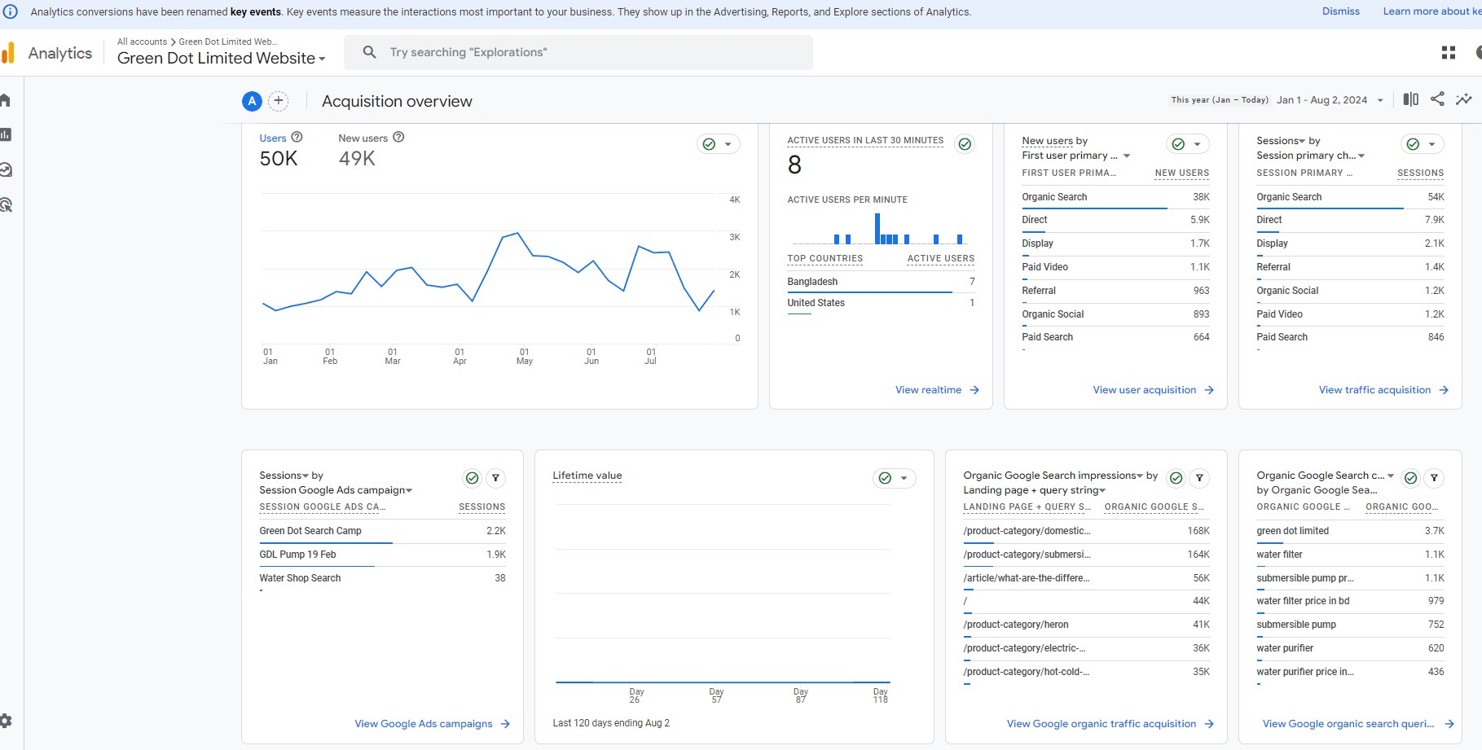 Analytics conversions have been renamed key events. Key events measure the interactions most important to your business. They show up in the Advertising, Reports, and Explore sections of Analytics.
Dismiss
Learn more about ke
Analytics
All accounts > Green Dot Limited Web...
Green Dot Limited Website
Try searching "Explorations"
A
Acquisition overview
This year (Jan – Today) Jan 1 - Aug 2, 2024
Users
50K
New users
49K
4K
3K
2K
1K
0
01 Jan
01 Feb
01 Mar
01 Apr
01 May
01 Jun
01 Jul
ACTIVE USERS IN LAST 30 MINUTES
8
ACTIVE USERS PER MINUTE
TOP COUNTRIES ACTIVE USERS
Bangladesh 7
United States 1
View realtime
New users by
First user primary ...
FIRST USER PRIMA... NEW USERS
Organic Search 38K
Direct 5.9K
Display 1.7K
Paid Video 1.1K
Referral 963
Organic Social 893
Paid Search 664
View user acquisition
Sessions by
Session primary ch...
SESSION PRIMARY ... SESSIONS
Organic Search 54K
Direct 7.9K
Display 2.1K
Referral 1.4K
Organic Social 1.2K
Paid Video 1.2K
Paid Search 846
View traffic acquisition
Sessions by
Session Google Ads campaign
SESSION GOOGLE ADS CA... SESSIONS
Green Dot Search Camp 2.2K
GDL Pump 19 Feb 1.9K
Water Shop Search 38
View Google Ads campaigns
Lifetime value
Day 26
Day 57
Day 87
Day 118
Last 120 days ending Aug 2
Organic Google Search impressions by
Landing page + query string
LANDING PAGE + QUERY S... ORGANIC GOOGLE S...
/product-category/domestic... 168K
/product-category/submersi... 164K
/article/what-are-the-differe... 56K
/ 44K
/product-category/heron 41K
/product-category/electric-... 36K
/product-category/hot-cold-... 35K
View Google organic traffic acquisition
Organic Google Search c...
by Organic Google Sea...
ORGANIC GOOGLE ... ORGANIC GOO...
green dot limited 3.7K
water filter 1.1K
submersible pump pr... 1.1K
water filter price in bd 979
submersible pump 752
water purifier 620
water purifier price in... 436
View Google organic search queri...